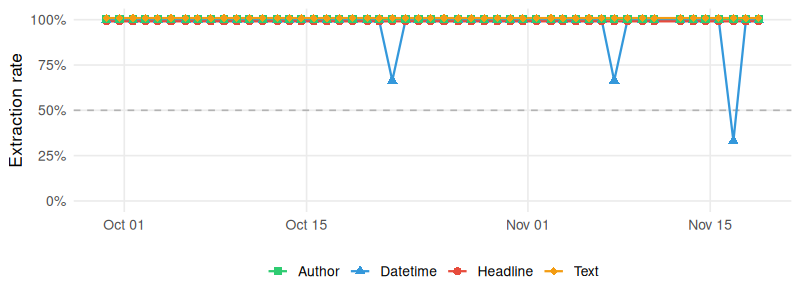 Extraction rate
100%
75%
50%
25%
0%
Oct 01 Oct 15 Nov 01 Nov 15
Author Datetime Headline Text